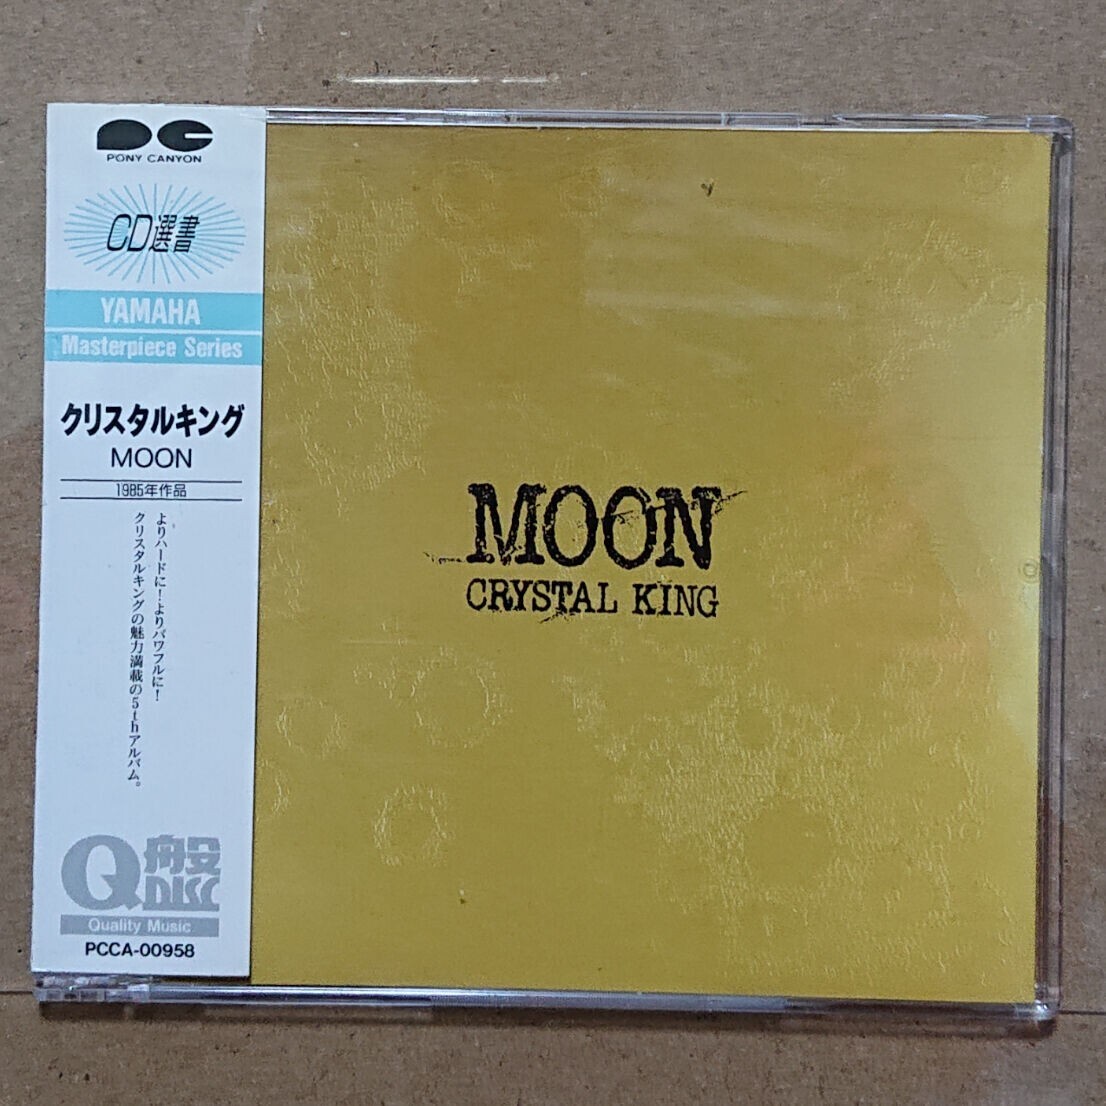 PONY CANYON
CD選書
YAMAHA
Masterpiece Series
クリスタルキング
MOON
1985年作品
よりハードに!よりパワフルに!
クリスタルキングの魅力満載の5thアルバム。
Q盤
DISC
Quality Music
PCCA-00958
MOON
CRYSTAL KING